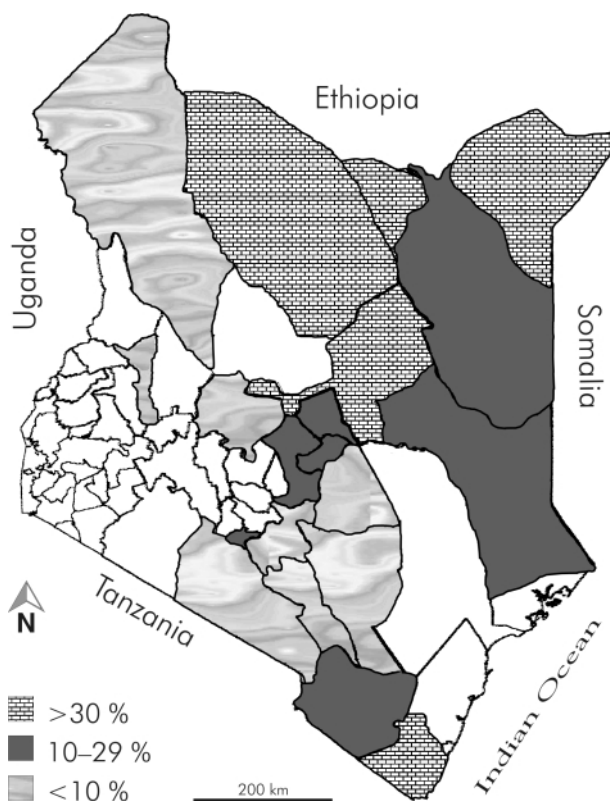 Ethiopia
Uganda
Somalia
Tanzania
Indian Ocean
N
>30 %
10–29 %
<10 %
200 km